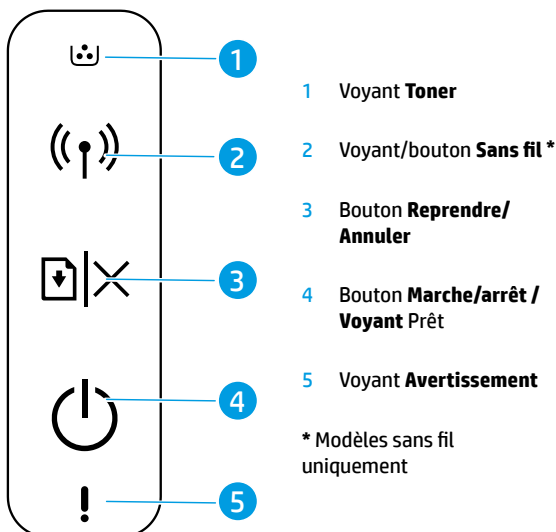 1
2
3
4
5
1 Voyant Toner
2 Voyant/bouton Sans fil *
3 Bouton Reprendre/
Annuler
4 Bouton Marche/arrêt /
Voyant Prêt
5 Voyant Avertissement
* Modèles sans fil
uniquement